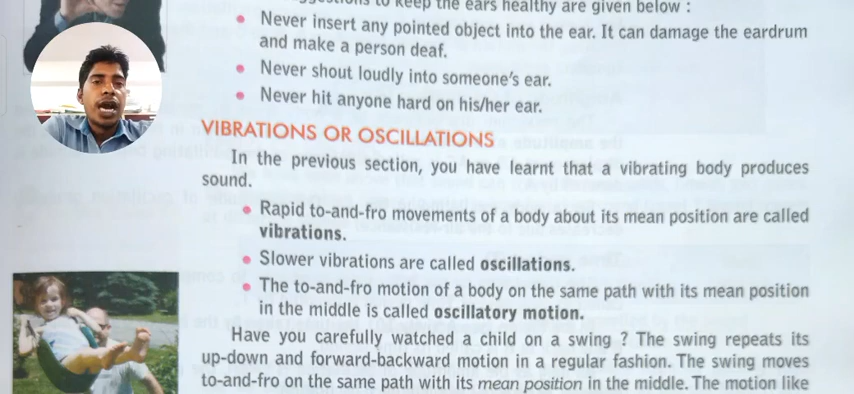 to keep the ears healthy are given below :
• Never insert any pointed object into the ear. It can damage the eardrum
and make a person deaf.
• Never shout loudly into someone's ear.
• Never hit anyone hard on his/her ear.
VIBRATIONS OR OSCILLATIONS
In the previous section, you have learnt that a vibrating body produces
sound.
• Rapid to-and-fro movements of a body about its mean position are called
vibrations.
• Slower vibrations are called oscillations.
• The to-and-fro motion of a body on the same path with its mean position
in the middle is called oscillatory motion.
Have you carefully watched a child on a swing ? The swing repeats its
up-down and forward-backward motion in a regular fashion. The swing moves
to-and-fro on the same path with its mean position in the middle. The motion like